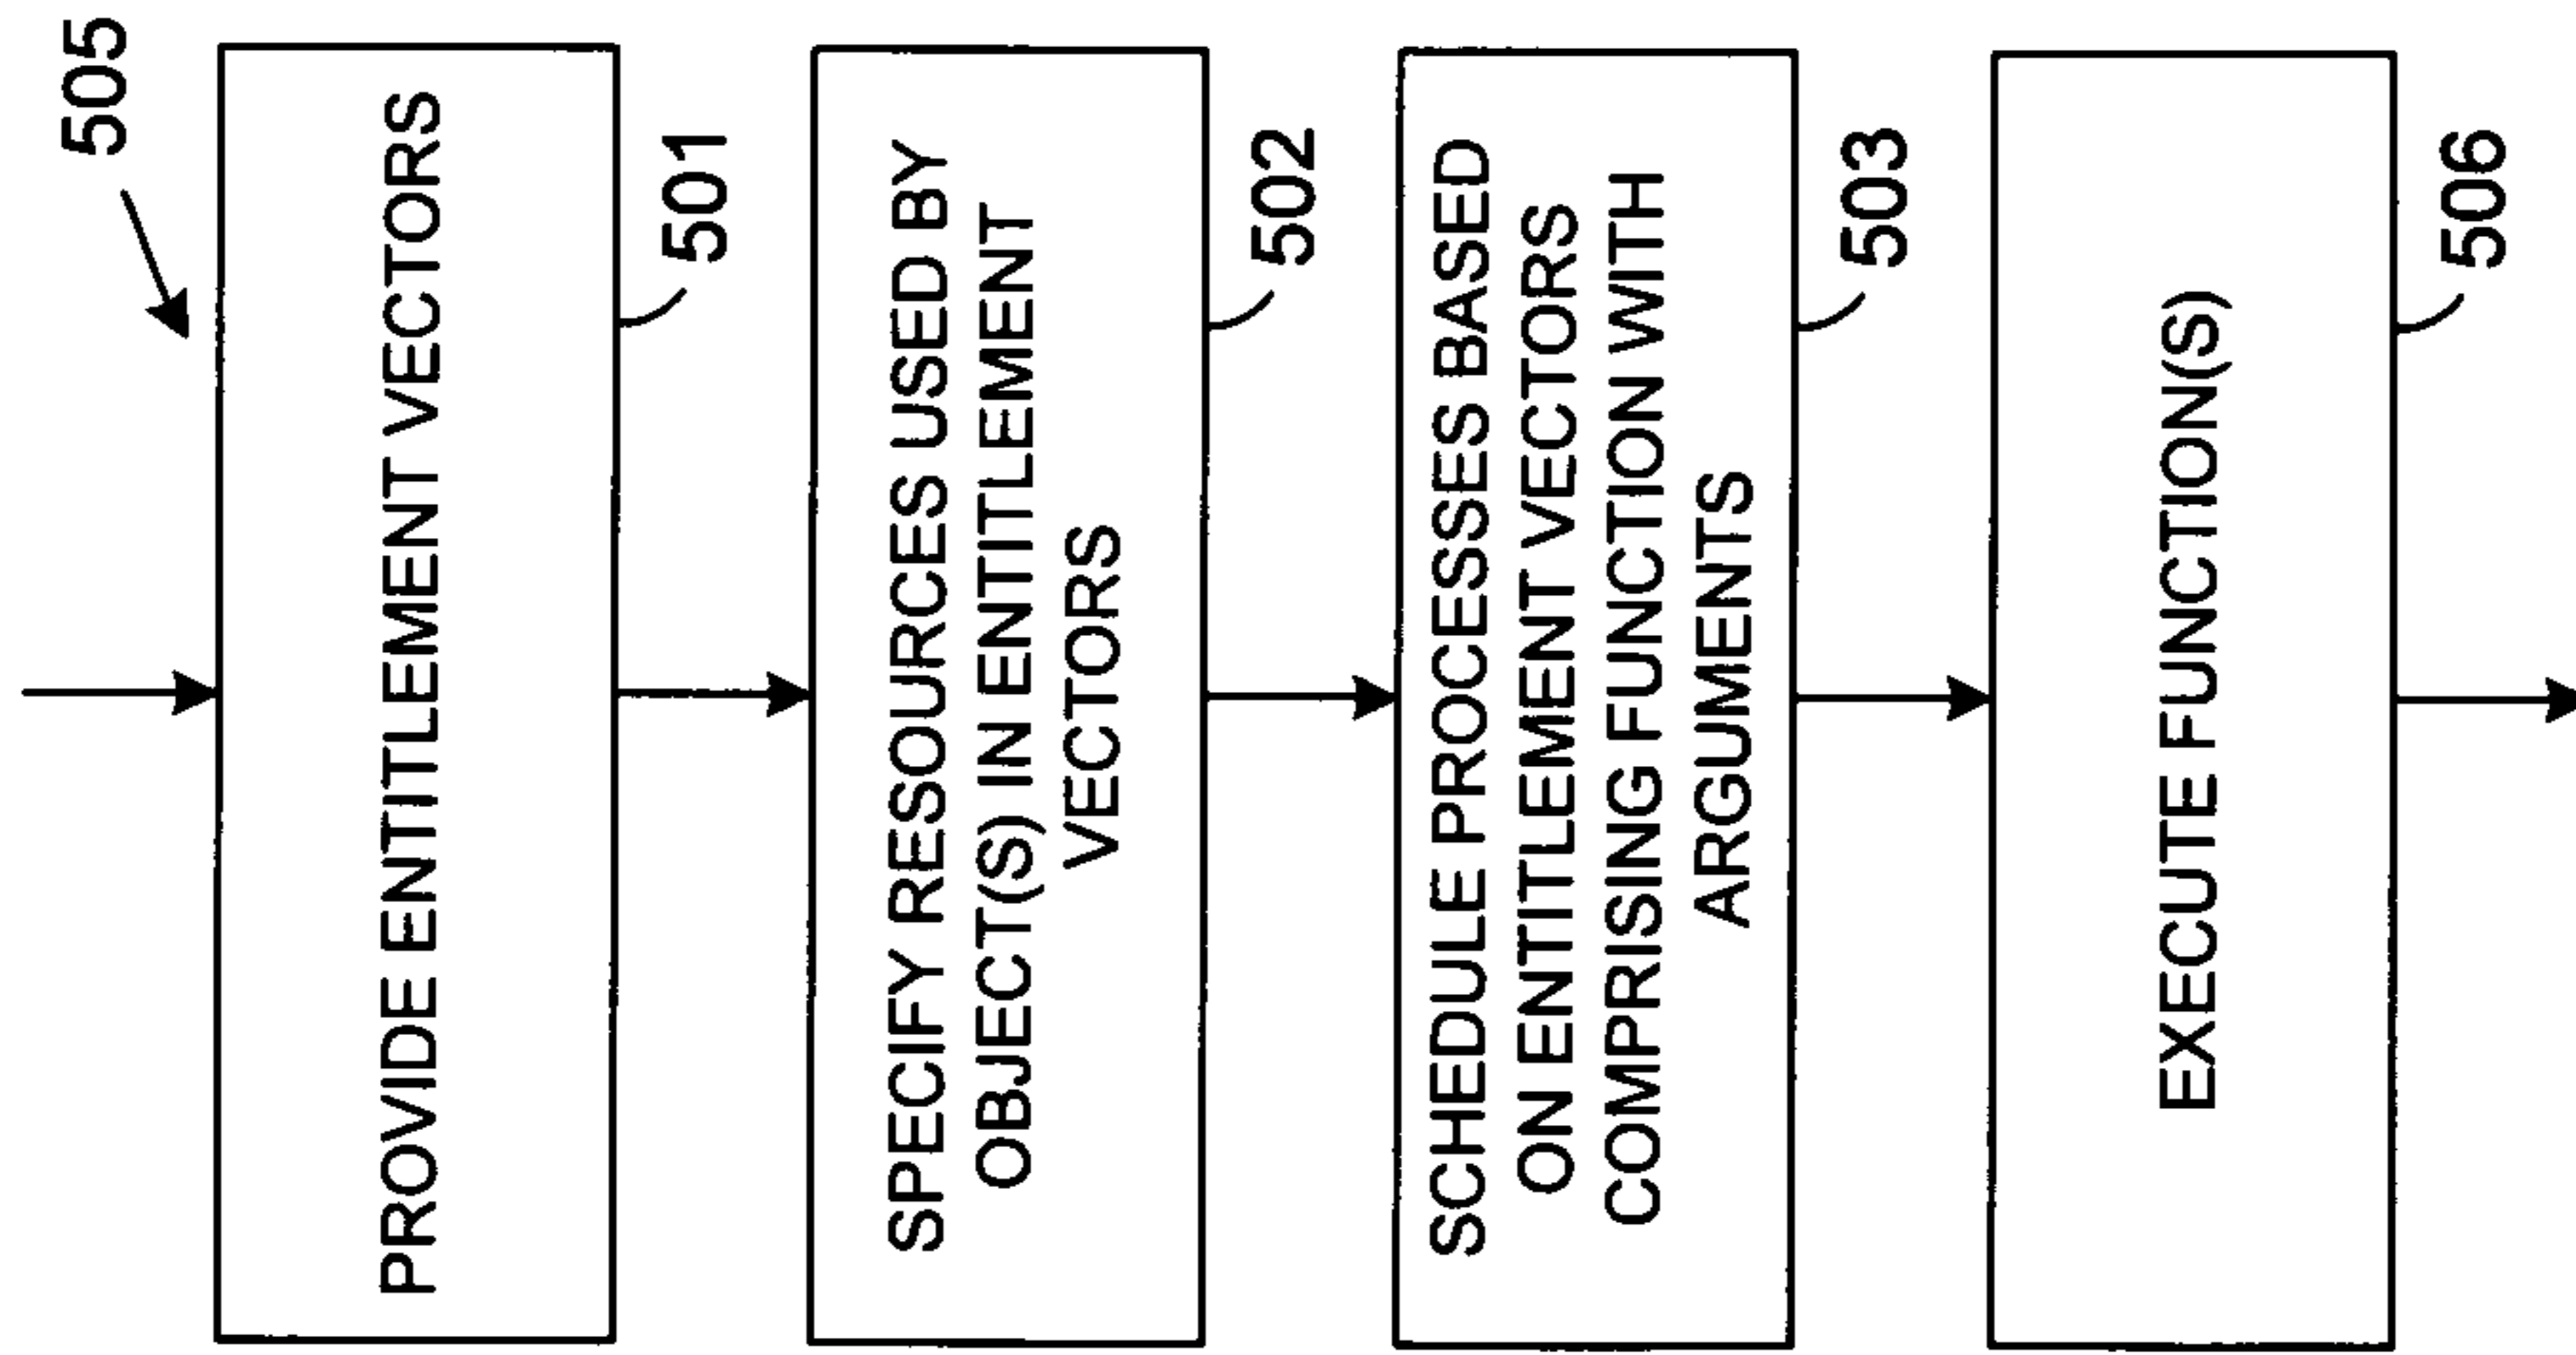 505
PROVIDE ENTITLEMENT VECTORS
501
SPECIFY RESOURCES USED BY
OBJECT(S) IN ENTITLEMENT
VECTORS
502
SCHEDULE PROCESSES BASED
ON ENTITLEMENT VECTORS
COMPRISING FUNCTION WITH
ARGUMENTS
503
EXECUTE FUNCTION(S)
506